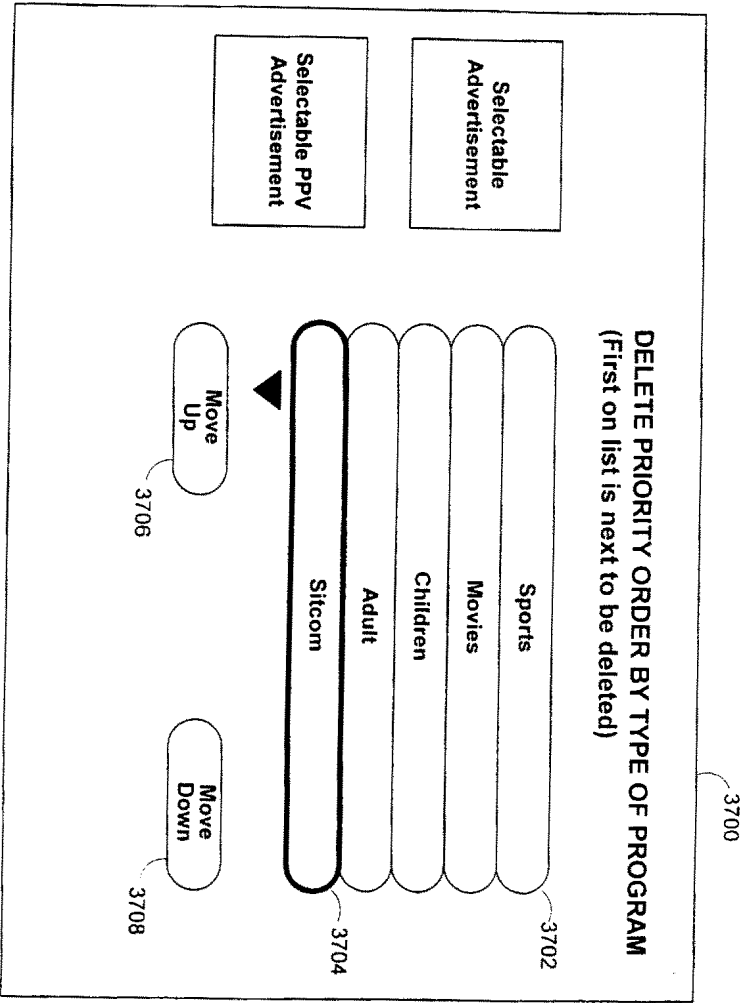 3700
DELETE PRIORITY ORDER BY TYPE OF PROGRAM
(First on list is next to be deleted)
Selectable
Advertisement
Selectable PPV
Advertisement
Sports
3702
Movies
Children
Adult
Sitcom
3704
Move
Up
3706
Move
Down
3708